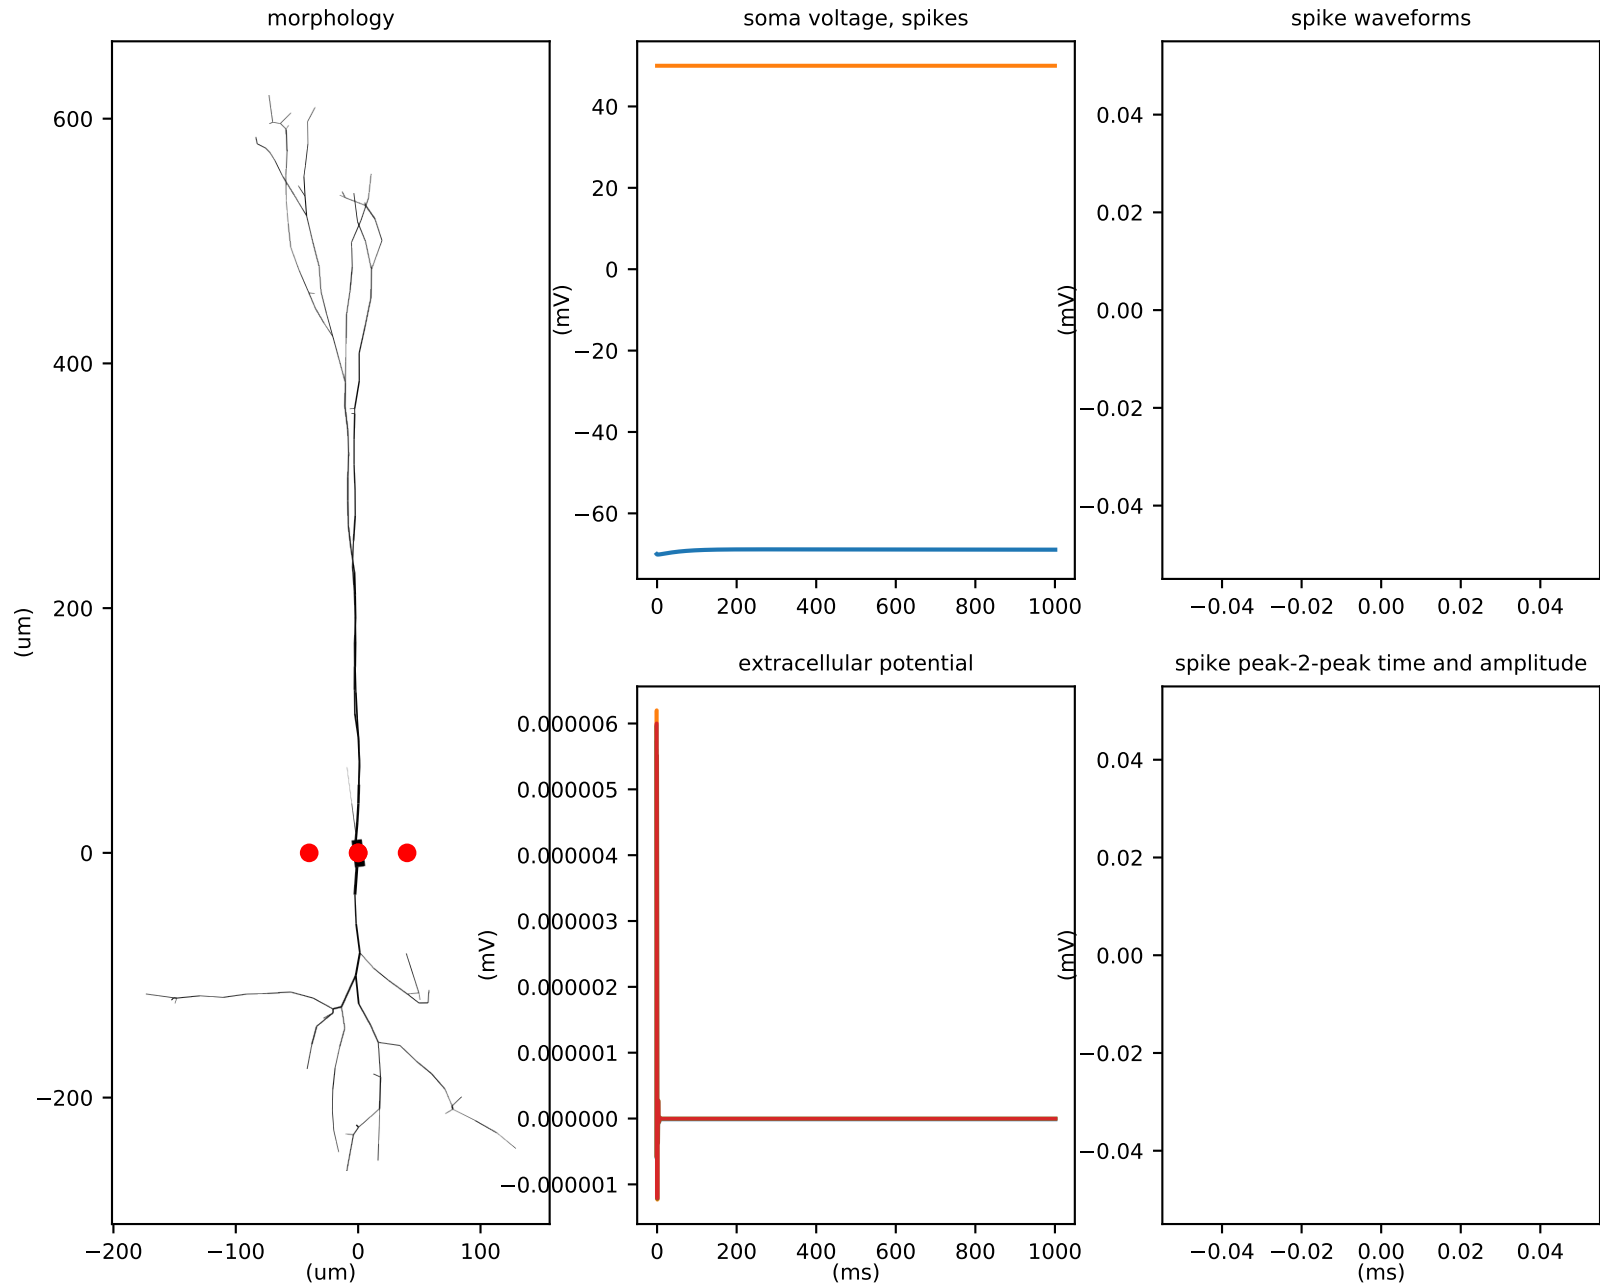 morphology
600
400
200
0
−200
(um)
−200 −100 0 100
(um)
soma voltage, spikes
40
20
0
−20
−40
−60
(mV)
0 200 400 600 800 1000
spike waveforms
0.04
0.02
0.00
−0.02
−0.04
(mV)
−0.04 −0.02 0.00 0.02 0.04
extracellular potential
0.000006
0.000005
0.000004
0.000003
0.000002
0.000001
0.000000
−0.000001
(mV)
0 200 400 600 800 1000
(ms)
spike peak-2-peak time and amplitude
0.04
0.02
0.00
−0.02
−0.04
(mV)
−0.04 −0.02 0.00 0.02 0.04
(ms)